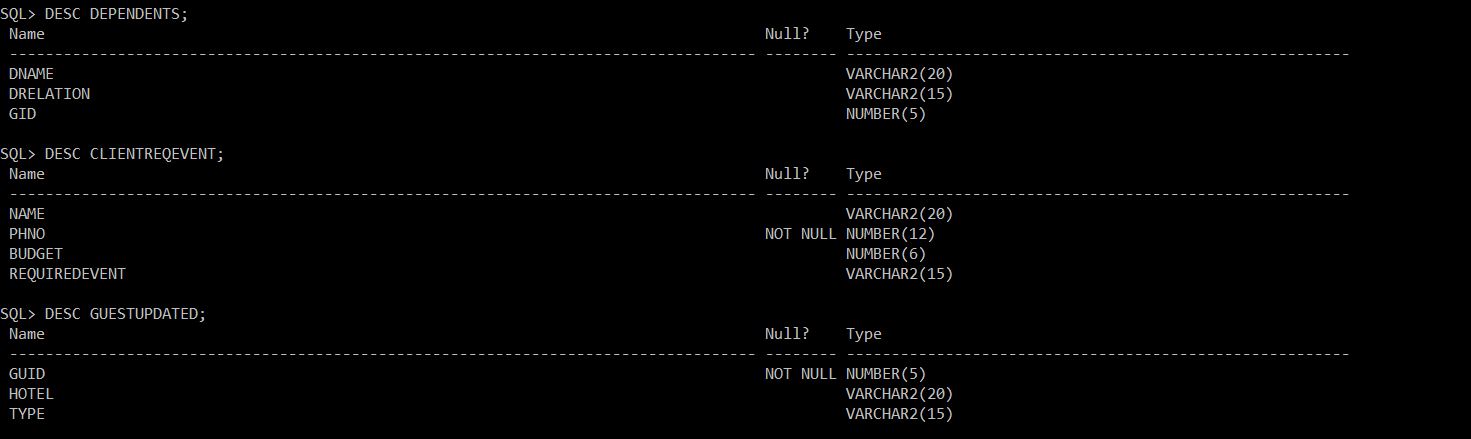 SQL> DESC DEPENDENTS;
 Name                                                                                Null?    Type
 ----------------------------------------------------------------------------------- -------- --------------------------------------------------------
 DNAME                                                                                        VARCHAR2(20)
 DRELATION                                                                                    VARCHAR2(15)
 GID                                                                                          NUMBER(5)

SQL> DESC CLIENTREQEVENT;
 Name                                                                                Null?    Type
 ----------------------------------------------------------------------------------- -------- --------------------------------------------------------
 NAME                                                                                         VARCHAR2(20)
 PHNO                                                                                NOT NULL NUMBER(12)
 BUDGET                                                                                       NUMBER(6)
 REQUIREDEVENT                                                                                VARCHAR2(15)

SQL> DESC GUESTUPDATED;
 Name                                                                                Null?    Type
 ----------------------------------------------------------------------------------- -------- --------------------------------------------------------
 GUID                                                                                NOT NULL NUMBER(5)
 HOTEL                                                                                        VARCHAR2(20)
 TYPE                                                                                         VARCHAR2(15)